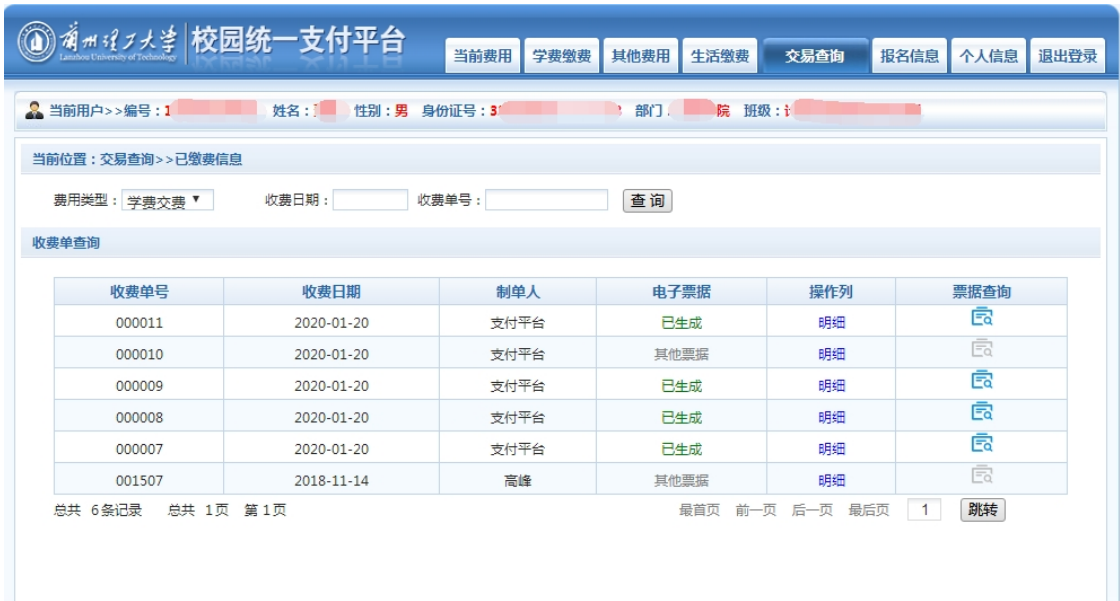 兰州理工大学 校园统一支付平台
Lanzhou University of Technology
当前费用 学费缴费 其他费用 生活缴费 交易查询 报名信息 个人信息 退出登录
当前用户>>编号：1 姓名： 性别：男 身份证号：3 部门： 院 班级：计
当前位置：交易查询>>已缴费信息
费用类型：学费交费 收费日期： 收费单号： 查 询
收费单查询
收费单号 收费日期 制单人 电子票据 操作列 票据查询
000011 2020-01-20 支付平台 已生成 明细
000010 2020-01-20 支付平台 其他票据 明细
000009 2020-01-20 支付平台 已生成 明细
000008 2020-01-20 支付平台 已生成 明细
000007 2020-01-20 支付平台 已生成 明细
001507 2018-11-14 高峰 其他票据 明细
总共 6条记录 总共 1页 第1页 最首页 前一页 后一页 最后页 1 跳转